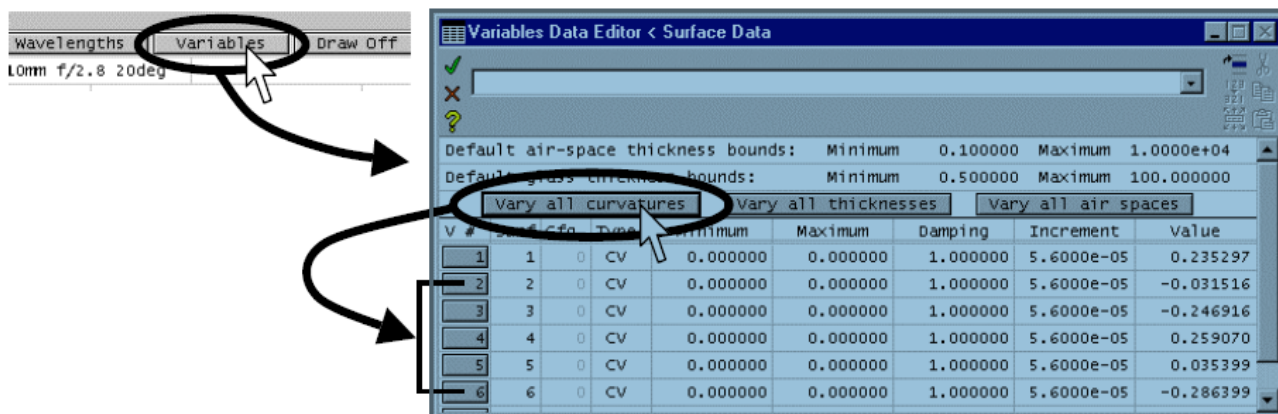 Wavelengths Variables Draw Off
10mm f/2.8 20deg
Variables Data Editor < Surface Data
Default air-space thickness bounds: Minimum 0.100000 Maximum 1.0000e+04
Default glass thickness bounds: Minimum 0.500000 Maximum 100.000000
Vary all curvatures Vary all thicknesses Vary all air spaces
V # Surf Cfg Type Minimum Maximum Damping Increment Value
1 1 0 CV 0.000000 0.000000 1.000000 5.6000e-05 0.235297
2 2 0 CV 0.000000 0.000000 1.000000 5.6000e-05 -0.031516
3 3 0 CV 0.000000 0.000000 1.000000 5.6000e-05 -0.246916
4 4 0 CV 0.000000 0.000000 1.000000 5.6000e-05 0.259070
5 5 0 CV 0.000000 0.000000 1.000000 5.6000e-05 0.035399
6 6 0 CV 0.000000 0.000000 1.000000 5.6000e-05 -0.286399